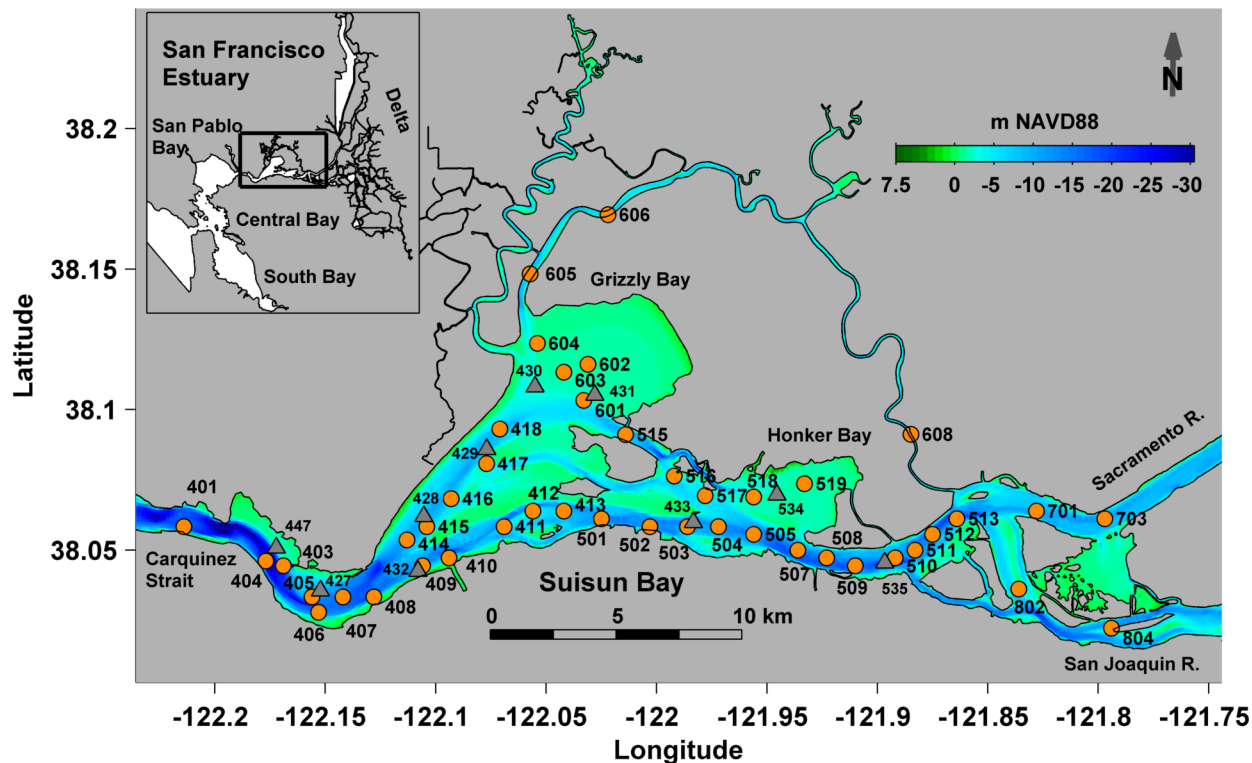 San Francisco
Estuary
San Pablo
Bay
Delta
Central Bay
South Bay
N
m NAVD88
7.5 0 -5 -10 -15 -20 -25 -30
Latitude
38.2
38.15
38.1
38.05
606
605
Grizzly Bay
604
602
603
430
431
601
418
515
Honker Bay
608
Sacramento R.
429
417
516
518
519
401
428
416
412
413
517
534
433
701
703
447
415
513
Carquinez
Strait
403
414
411
501
502
503
504
505
508
512
511
404
405
427
432
409
410
507
509
535
510
406
407
408
Suisun Bay
802
804
0 5 10 km
San Joaquin R.
-122.2 -122.15 -122.1 -122.05 -122 -121.95 -121.9 -121.85 -121.8 -121.75
Longitude